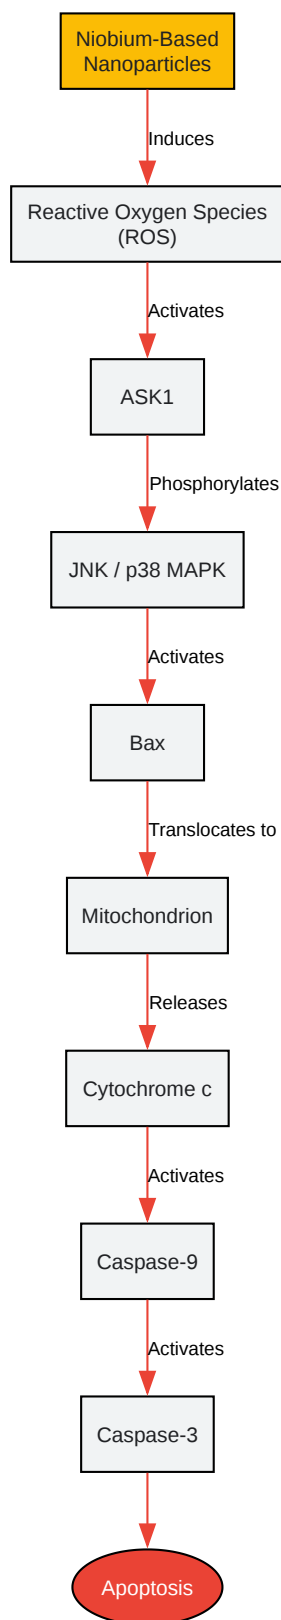 Niobium-Based
Nanoparticles
Induces
Reactive Oxygen Species
(ROS)
Activates
ASK1
Phosphorylates
JNK / p38 MAPK
Activates
Bax
Translocates to
Mitochondrion
Releases
Cytochrome c
Activates
Caspase-9
Activates
Caspase-3
Apoptosis